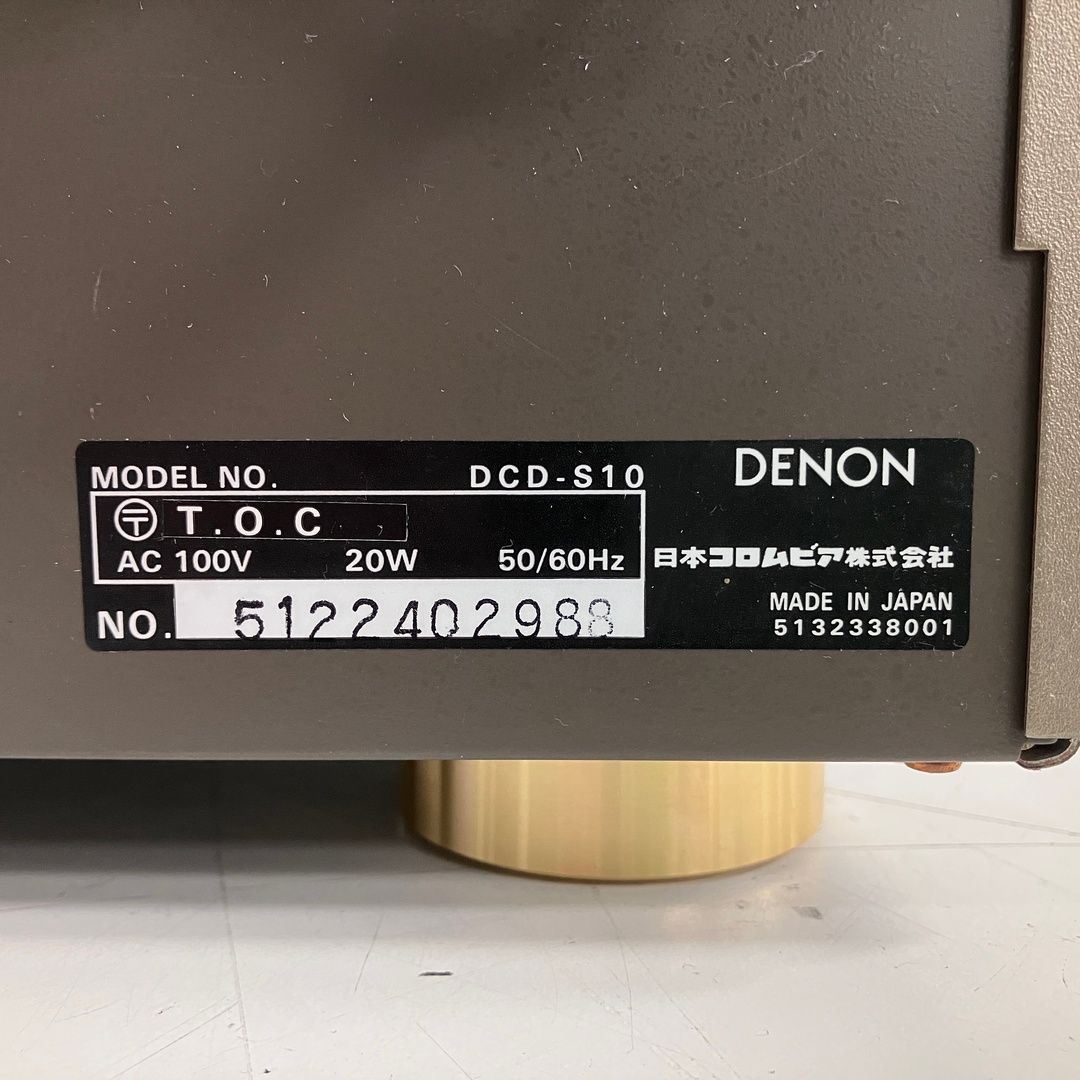 MODEL NO. DCD-S10
〒 T.O.C
AC 100V 20W 50/60Hz
NO. 5122402988
DENON
日本コロムビア株式会社
MADE IN JAPAN
5132338001